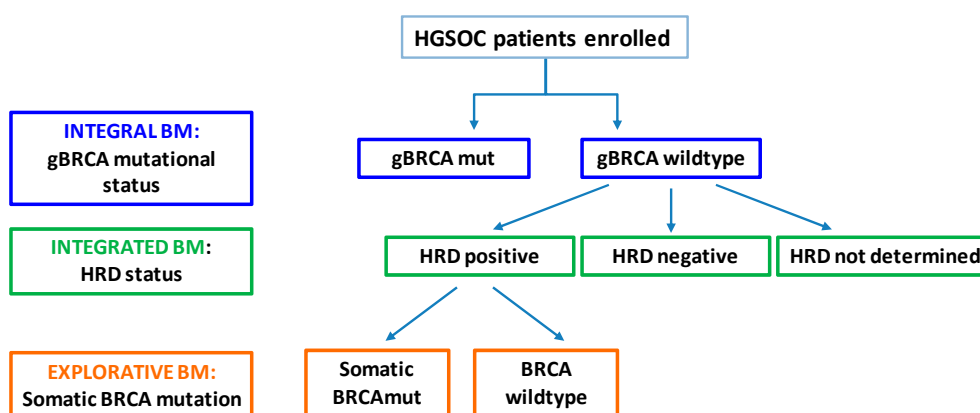 HGSOC patients enrolled
INTEGRAL BM:
gBRCA mutational
status
gBRCA mut
gBRCA wildtype
INTEGRATED BM:
HRD status
HRD positive
HRD negative
HRD not determined
EXPLORATIVE BM:
Somatic BRCA mutation
Somatic
BRCAmut
BRCA
wildtype